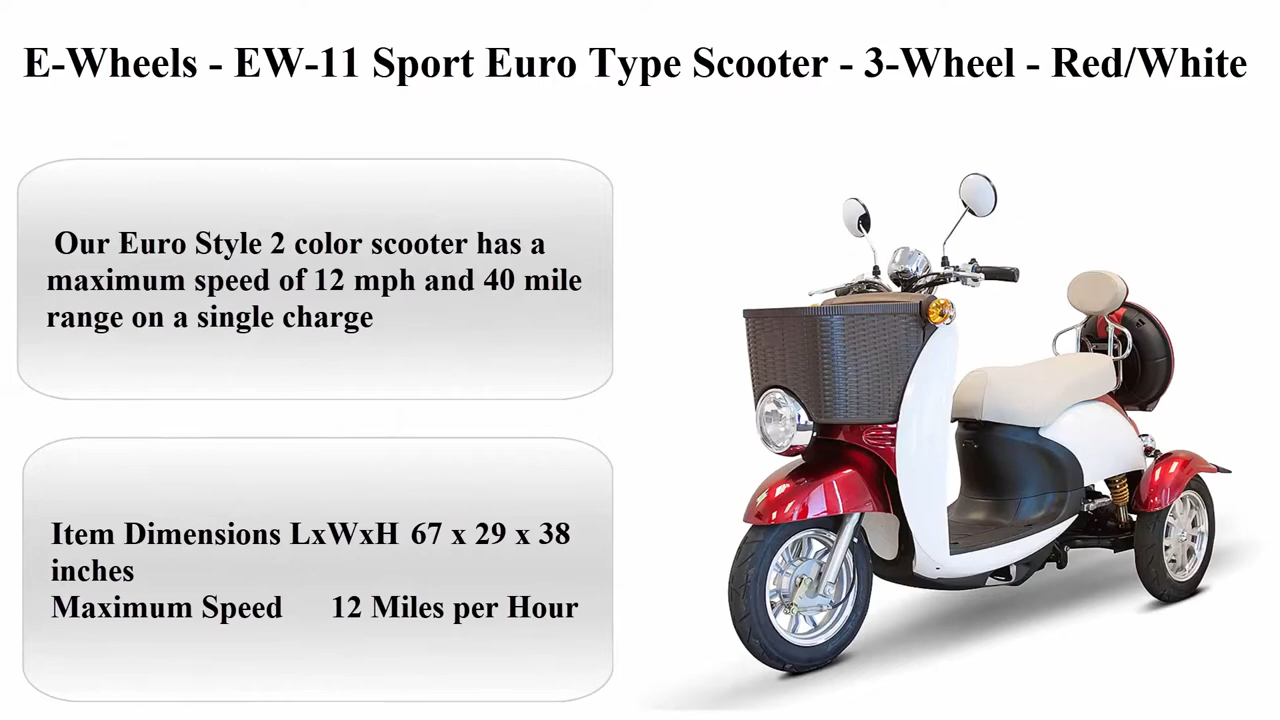 E-Wheels - EW-11 Sport Euro Type Scooter - 3-Wheel - Red/White
Our Euro Style 2 color scooter has a
maximum speed of 12 mph and 40 mile
range on a single charge
Item Dimensions LxWxH 67 x 29 x 38
inches
Maximum Speed 12 Miles per Hour